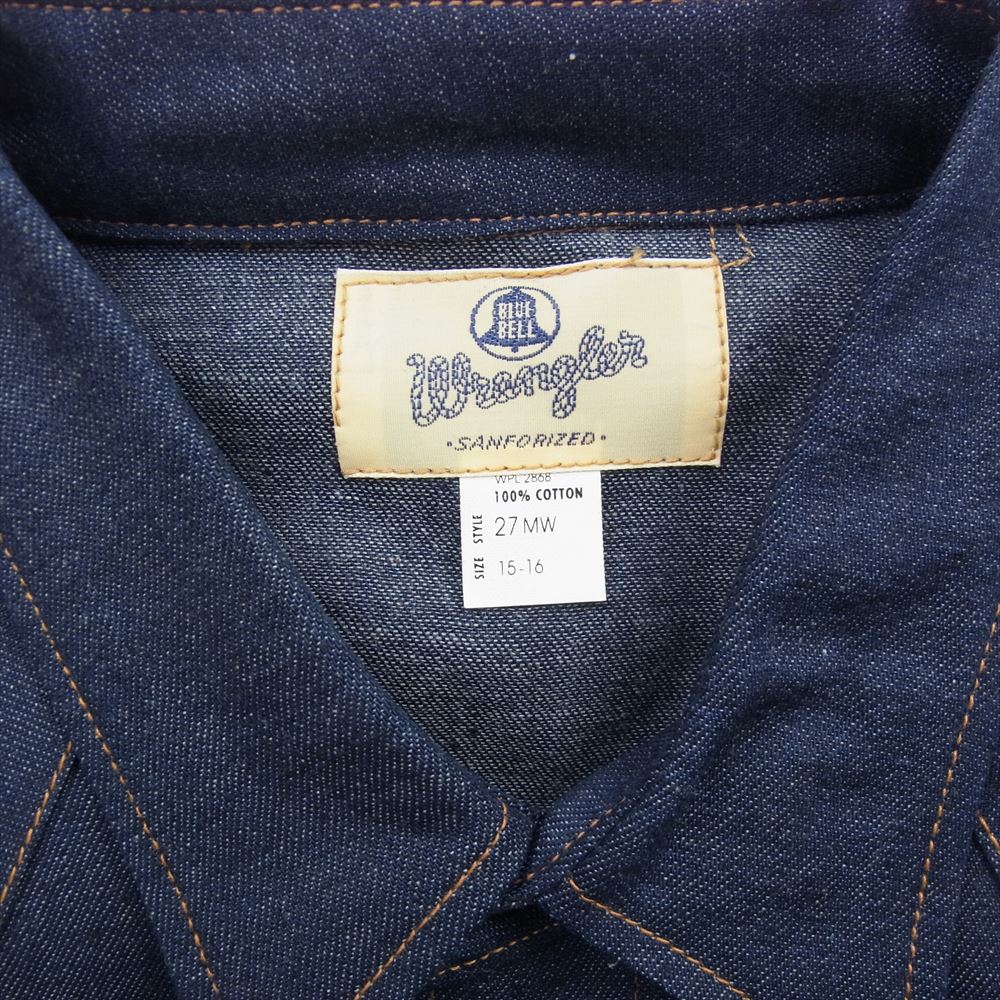 BLUE
BELL
Wrangler
·SANFORIZED·
WPL 2868
100% COTTON
STYLE 27MW
SIZE 15-16